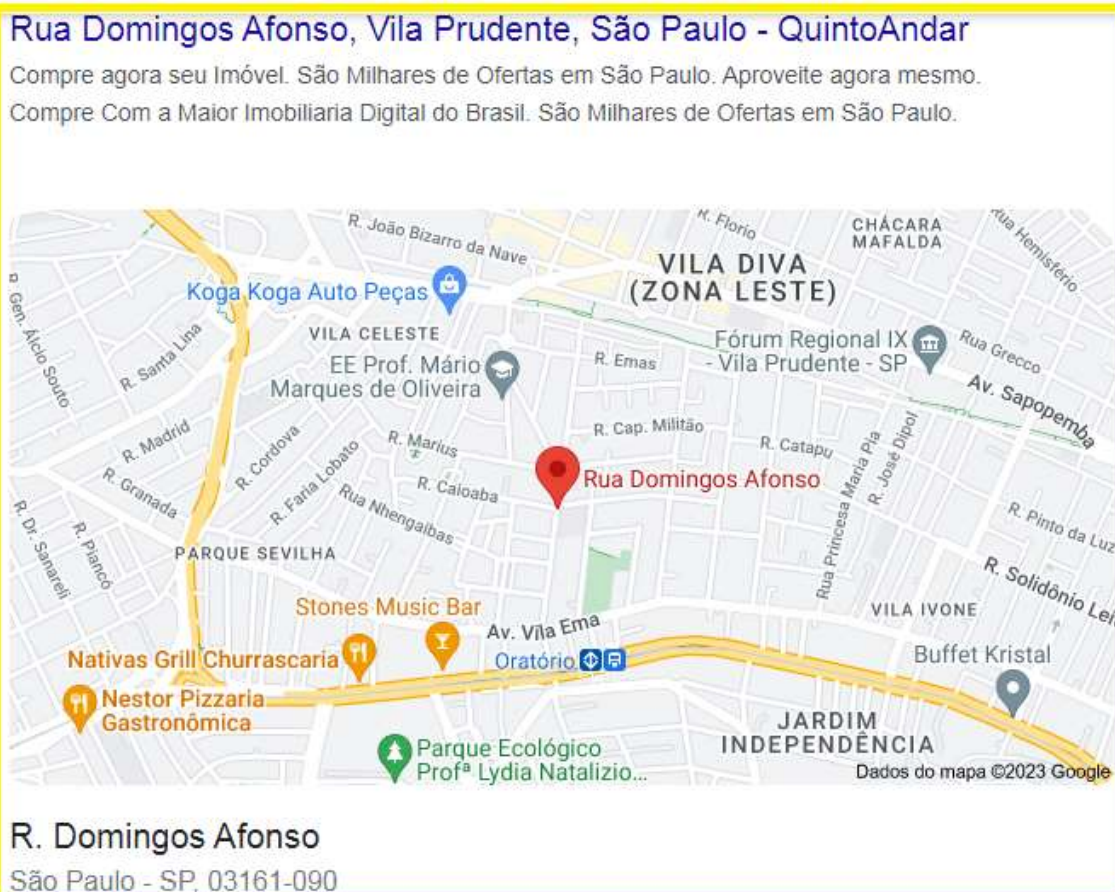 Rua Domingos Afonso, Vila Prudente, São Paulo - QuintoAndar
Compre agora seu Imóvel. São Milhares de Ofertas em São Paulo. Aproveite agora mesmo.
Compre Com a Maior Imobiliaria Digital do Brasil. São Milhares de Ofertas em São Paulo.
R. João Bizarro da Nave
R. Florio
CHÁCARA
MAFALDA
Rua Hemisfério
VILA DIVA
(ZONA LESTE)
Koga Koga Auto Peças
R. Gen. Álcio Souto
R. Santa Lina
VILA CELESTE
EE Prof. Mário
Marques de Oliveira
R. Emas
Fórum Regional IX
- Vila Prudente - SP
Rua Grecco
Av. Sapopemba
R. Madrid
R. Cordova
R. Marius
R. Cap. Militão
R. Catapu
R. José Dipol
R. Granada
R. Faria Lobato
R. Caloaba
Rua Domingos Afonso
Rua Princesa Maria Pia
R. Dr. Sanareli
R. Piancó
Rua Nhengaibas
R. Pinto da Luz
PARQUE SEVILHA
R. Solidônio Lei
Stones Music Bar
Av. Vila Ema
VILA IVONE
Nativas Grill Churrascaria
Oratório
Buffet Kristal
Nestor Pizzaria
Gastronômica
JARDIM
INDEPENDÊNCIA
Parque Ecológico
Profª Lydia Natalizio...
Dados do mapa ©2023 Google
R. Domingos Afonso
São Paulo - SP, 03161-090